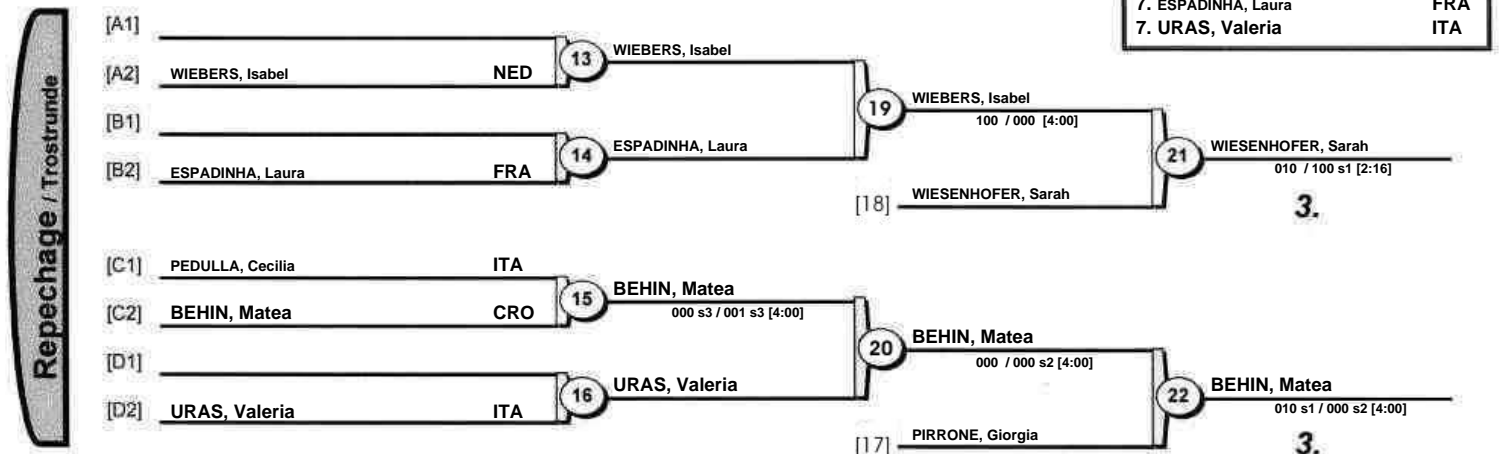 7. ESPADINHA, Laura FRA
7. URAS, Valeria ITA
Repechage / Trostrunde
[A1]
[A2] WIEBERS, Isabel NED
13 WIEBERS, Isabel
[B1]
[B2] ESPADINHA, Laura FRA
14 ESPADINHA, Laura
19 WIEBERS, Isabel
100 / 000 [4:00]
[18] WIESENHOFER, Sarah
21 WIESENHOFER, Sarah
010 / 100 s1 [2:16]
3.
[C1] PEDULLA, Cecilia ITA
[C2] BEHIN, Matea CRO
15 BEHIN, Matea
000 s3 / 001 s3 [4:00]
[D1]
[D2] URAS, Valeria ITA
16 URAS, Valeria
20 BEHIN, Matea
000 / 000 s2 [4:00]
[17] PIRRONE, Giorgia
22 BEHIN, Matea
010 s1 / 000 s2 [4:00]
3.